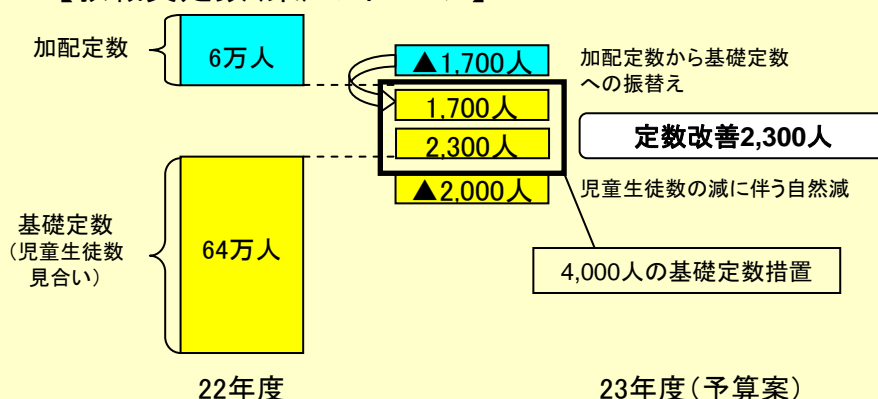 加配定数
6万人
▲1,700人
加配定数から基礎定数
への振替え
1,700人
2,300人
定数改善2,300人
▲2,000人
児童生徒数の減に伴う自然減
基礎定数
(児童生徒数
見合い)
64万人
4,000人の基礎定数措置
22年度
23年度(予算案)